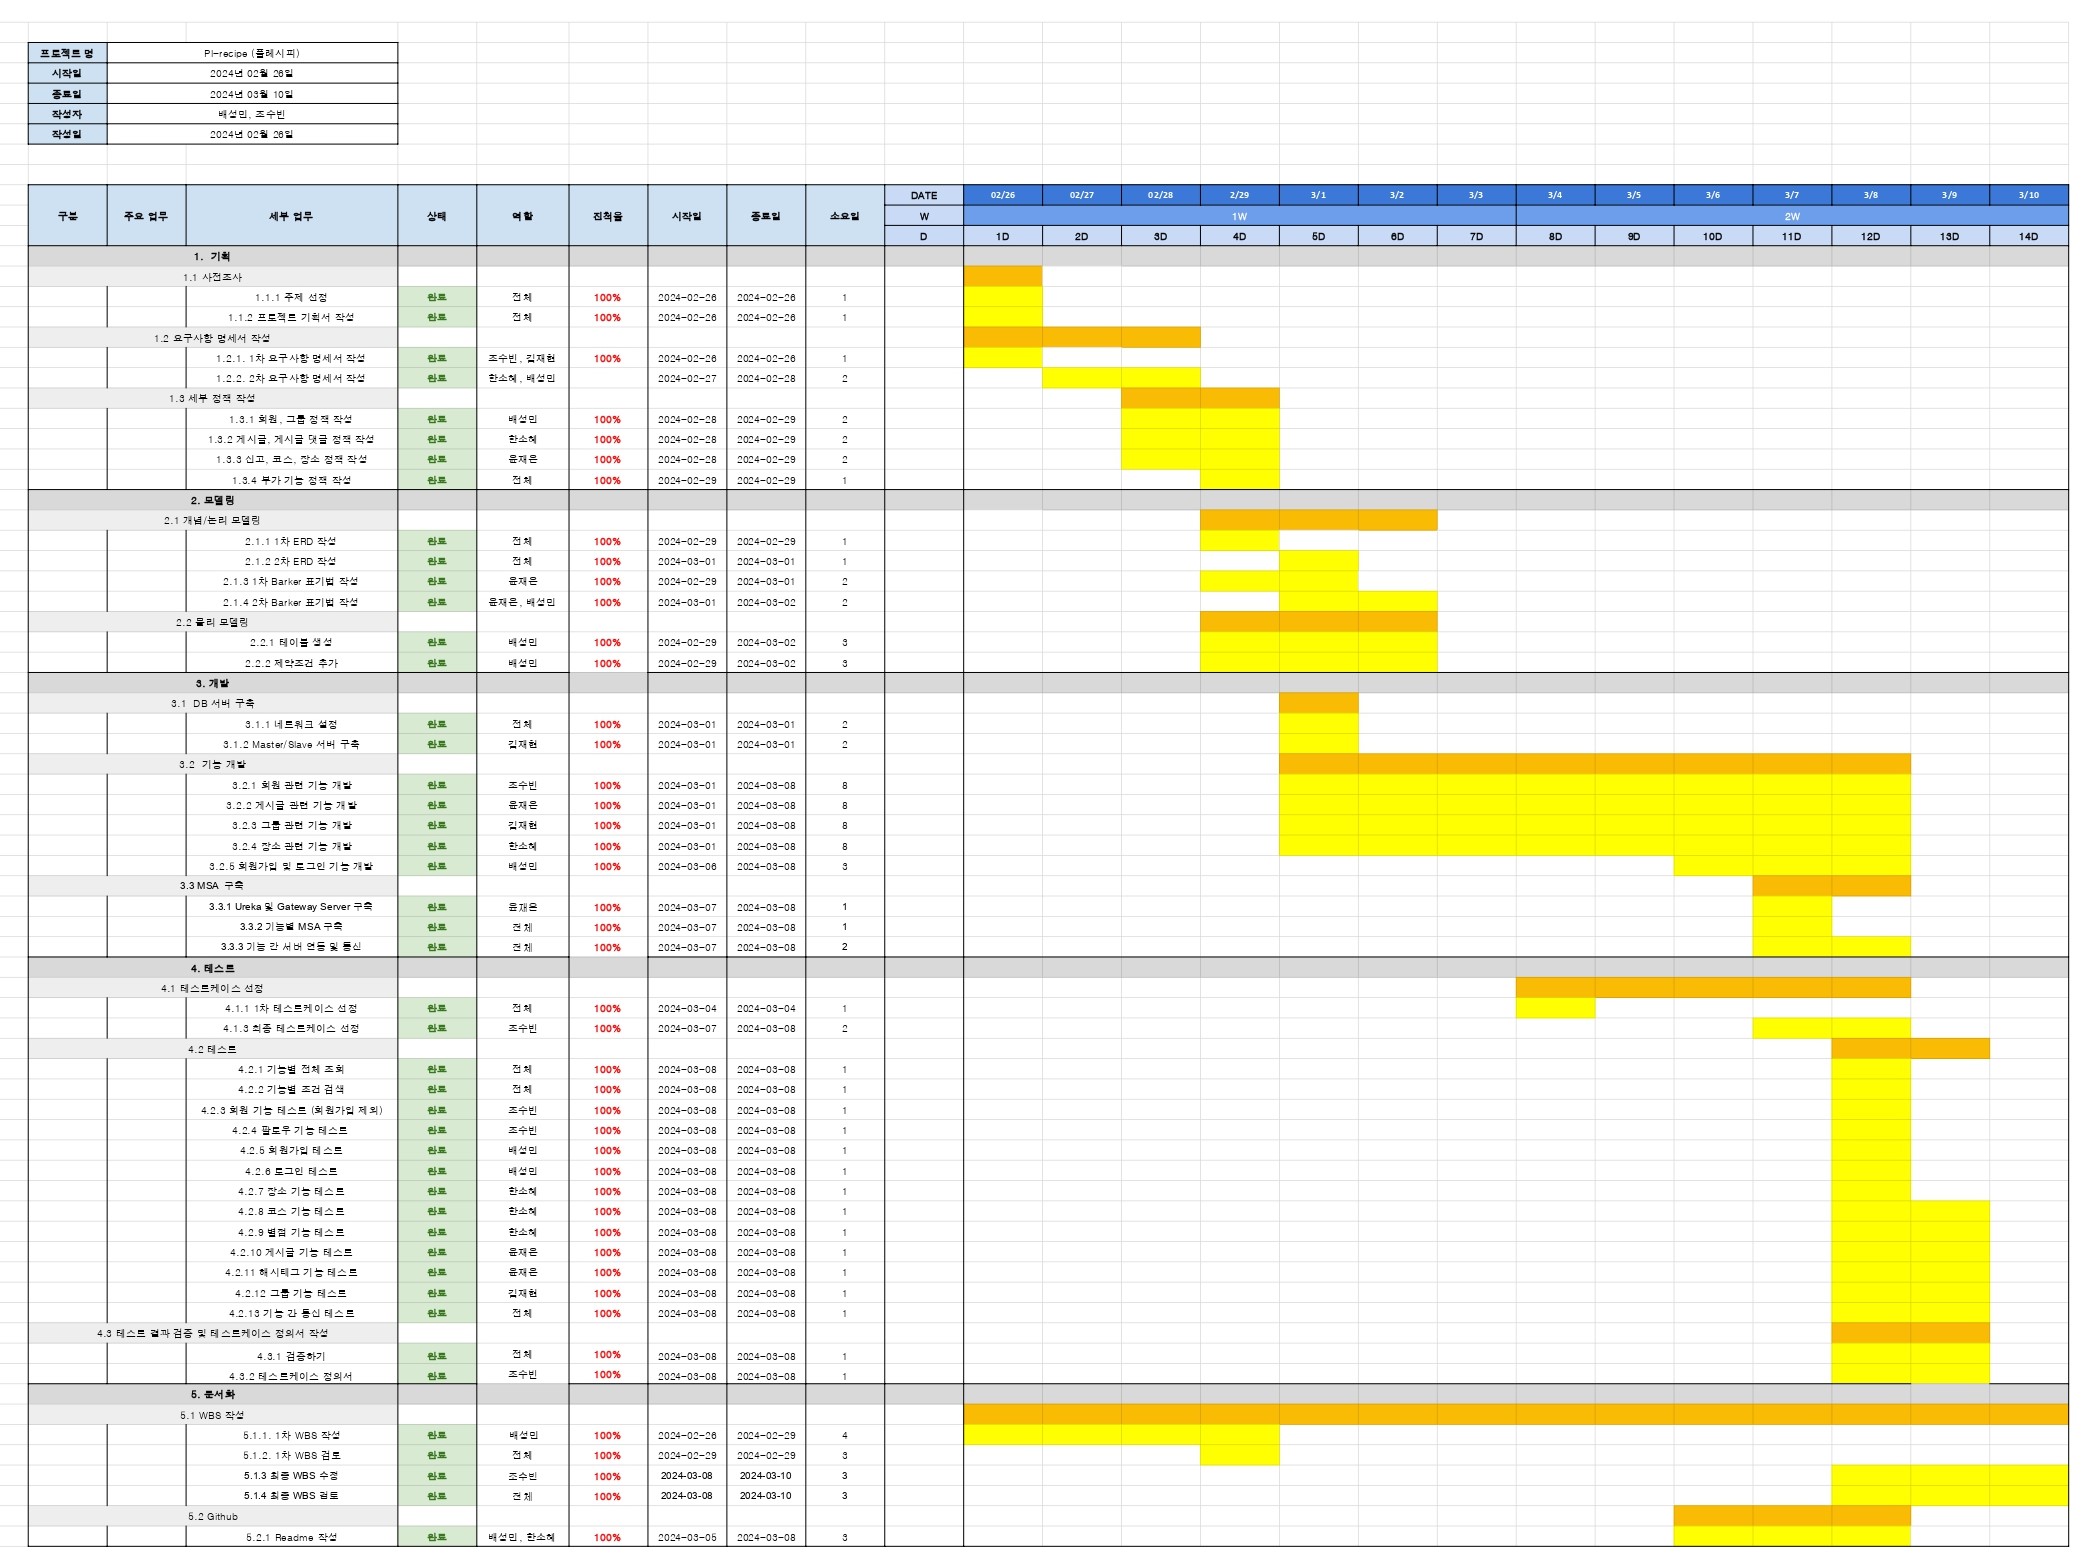 프로젝트 명 Pl-recipe (플레시피)
시작일 2024년 02월 26일
종료일 2024년 03월 10일
작성자 배성민, 조수빈
작성일 2024년 02월 26일
구분 주요 업무 세부 업무 상태 역할 진척율 시작일 종료일 소요일 DATE 02/26 02/27 02/28 2/29 3/1 3/2 3/3 3/4 3/5 3/6 3/7 3/8 3/9 3/10
W 1W 2W
D 1D 2D 3D 4D 5D 6D 7D 8D 9D 10D 11D 12D 13D 14D
1. 기획
1.1 사전조사
1.1.1 주제 선정 완료 전체 100% 2024-02-26 2024-02-26 1
1.1.2 프로젝트 기획서 작성 완료 전체 100% 2024-02-26 2024-02-26 1
1.2 요구사항 명세서 작성
1.2.1. 1차 요구사항 명세서 작성 완료 조수빈, 김재현 100% 2024-02-26 2024-02-26 1
1.2.2. 2차 요구사항 명세서 작성 완료 한소혜, 배성민 2024-02-27 2024-02-28 2
1.3 세부 정책 작성
1.3.1 회원, 그룹 정책 작성 완료 배성민 100% 2024-02-28 2024-02-29 2
1.3.2 게시글, 게시글 댓글 정책 작성 완료 한소혜 100% 2024-02-28 2024-02-29 2
1.3.3 신고, 코스, 장소 정책 작성 완료 윤재은 100% 2024-02-28 2024-02-29 2
1.3.4 부가 기능 정책 작성 완료 전체 100% 2024-02-29 2024-02-29 1
2. 모델링
2.1 개념/논리 모델링
2.1.1 1차 ERD 작성 완료 전체 100% 2024-02-29 2024-02-29 1
2.1.2 2차 ERD 작성 완료 전체 100% 2024-03-01 2024-03-01 1
2.1.3 1차 Barker 표기법 작성 완료 윤재은 100% 2024-02-29 2024-03-01 2
2.1.4 2차 Barker 표기법 작성 완료 윤재은, 배성민 100% 2024-03-01 2024-03-02 2
2.2 물리 모델링
2.2.1 테이블 생성 완료 배성민 100% 2024-02-29 2024-03-02 3
2.2.2 제약조건 추가 완료 배성민 100% 2024-02-29 2024-03-02 3
3. 개발
3.1 DB 서버 구축
3.1.1 네트워크 설정 완료 전체 100% 2024-03-01 2024-03-01 2
3.1.2 Master/Slave 서버 구축 완료 김재현 100% 2024-03-01 2024-03-01 2
3.2 기능 개발
3.2.1 회원 관련 기능 개발 완료 조수빈 100% 2024-03-01 2024-03-08 8
3.2.2 게시글 관련 기능 개발 완료 윤재은 100% 2024-03-01 2024-03-08 8
3.2.3 그룹 관련 기능 개발 완료 김재현 100% 2024-03-01 2024-03-08 8
3.2.4 장소 관련 기능 개발 완료 한소혜 100% 2024-03-01 2024-03-08 8
3.2.5 회원가입 및 로그인 기능 개발 완료 배성민 100% 2024-03-06 2024-03-08 3
3.3 MSA 구축
3.3.1 Ureka 및 Gateway Server 구축 완료 윤재은 100% 2024-03-07 2024-03-08 1
3.3.2 기능별 MSA 구축 완료 전체 100% 2024-03-07 2024-03-08 1
3.3.3 기능 간 서버 연동 및 통신 완료 전체 100% 2024-03-07 2024-03-08 2
4. 테스트
4.1 테스트케이스 선정
4.1.1 1차 테스트케이스 선정 완료 전체 100% 2024-03-04 2024-03-04 1
4.1.3 최종 테스트케이스 선정 완료 조수빈 100% 2024-03-07 2024-03-08 2
4.2 테스트
4.2.1 기능별 전체 조회 완료 전체 100% 2024-03-08 2024-03-08 1
4.2.2 기능별 조건 검색 완료 전체 100% 2024-03-08 2024-03-08 1
4.2.3 회원 기능 테스트 (회원가입 제외) 완료 조수빈 100% 2024-03-08 2024-03-08 1
4.2.4 팔로우 기능 테스트 완료 조수빈 100% 2024-03-08 2024-03-08 1
4.2.5 회원가입 테스트 완료 배성민 100% 2024-03-08 2024-03-08 1
4.2.6 로그인 테스트 완료 배성민 100% 2024-03-08 2024-03-08 1
4.2.7 장소 기능 테스트 완료 한소혜 100% 2024-03-08 2024-03-08 1
4.2.8 코스 기능 테스트 완료 한소혜 100% 2024-03-08 2024-03-08 1
4.2.9 별점 기능 테스트 완료 한소혜 100% 2024-03-08 2024-03-08 1
4.2.10 게시글 기능 테스트 완료 윤재은 100% 2024-03-08 2024-03-08 1
4.2.11 해시태그 기능 테스트 완료 윤재은 100% 2024-03-08 2024-03-08 1
4.2.12 그룹 기능 테스트 완료 김재현 100% 2024-03-08 2024-03-08 1
4.2.13 기능 간 통신 테스트 완료 전체 100% 2024-03-08 2024-03-08 1
4.3 테스트 결과 검증 및 테스트케이스 정의서 작성
4.3.1 검증하기 완료 전체 100% 2024-03-08 2024-03-08 1
4.3.2 테스트케이스 정의서 완료 조수빈 100% 2024-03-08 2024-03-08 1
5. 문서화
5.1 WBS 작성
5.1.1. 1차 WBS 작성 완료 배성민 100% 2024-02-26 2024-02-29 4
5.1.2. 1차 WBS 검토 완료 전체 100% 2024-02-29 2024-02-29 3
5.1.3 최종 WBS 수정 완료 조수빈 100% 2024-03-08 2024-03-10 3
5.1.4 최종 WBS 검토 완료 전체 100% 2024-03-08 2024-03-10 3
5.2 Github
5.2.1 Readme 작성 완료 배성민, 한소혜 100% 2024-03-05 2024-03-08 3